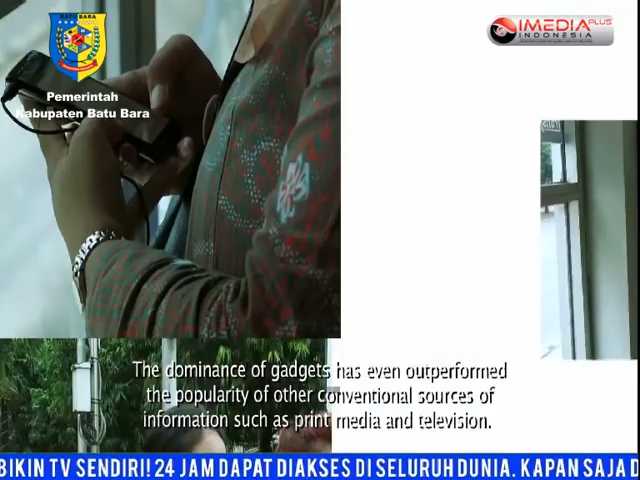 BATU BARA
IMEDIA PLUS
INDONESIA
Pemerintah
Kabupaten Batu Bara
The dominance of gadgets has even outperformed
the popularity of other conventional sources of
information such as print media and television.
BIKIN TV SENDIRI! 24 JAM DAPAT DIAKSES DI SELURUH DUNIA. KAPAN SAJA D